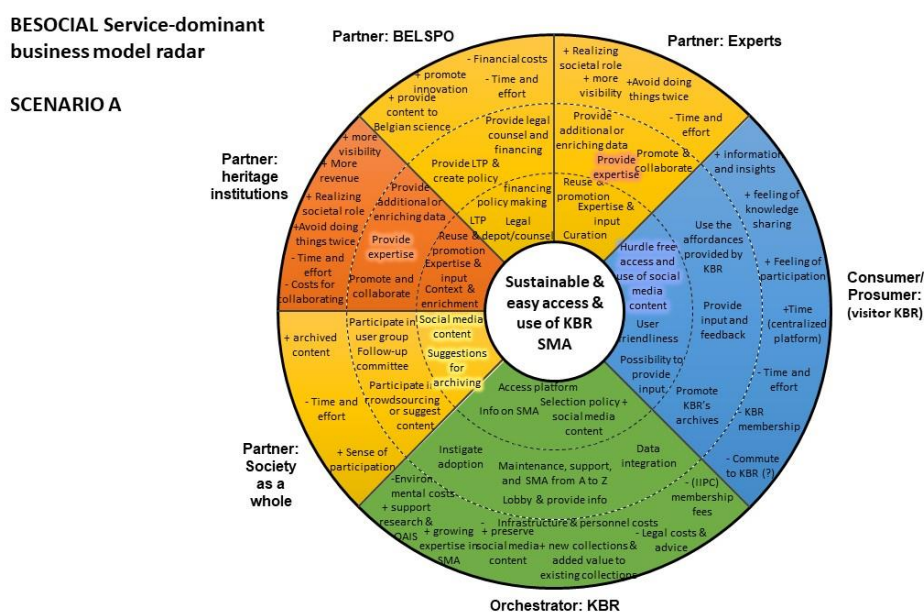 BESOCIAL Service-dominant
business model radar
SCENARIO A
Partner: BELSPO
Partner: Experts
Partner:
heritage
institutions
Consumer/
Prosumer:
(visitor KBR)
Partner:
Society
as a
whole
Orchestrator: KBR
Sustainable &
easy access &
use of KBR
SMA
- Financial costs
+ promote
innovation
- Time and
effort
+ provide
content to
Belgian science
Provide legal
counsel and
financing
Provide LTP &
create policy
financing
policy making
LTP
Legal
depot/counsel
+ Realizing
societal role
+ more
visibility
+Avoid doing
things twice
- Time and
effort
Provide
additional or
enriching data
Provide
expertise
Promote &
collaborate
Reuse &
promotion
Expertise &
input
Curation
+ information
and insights
+ feeling of
knowledge
sharing
+ Feeling of
participation
+Time
(centralized
platform)
- Time and
effort
- KBR
membership
- Commute
to KBR (?)
Use the
affordances
provided by
KBR
Provide
input and
feedback
Promote
KBR's
archives
Hurdle free
access and
use of social
media
content
User
friendliness
Possibility to
provide
input,
Access platform
Selection policy +
social media
content
Info on SMA
Instigate
adoption
Data
integration
Maintenance, support,
and SMA from A to Z
Lobby & provide info
-Environ
mental costs
+ support
research &
OAIS
+ growing
expertise in
SMA
- Infrastructure & personnel costs
+ preserve
social media
content
+ new collections &
added value to
existing collections
- Legal costs &
advice
- (IIPC)
membership
fees
+ archived
content
- Time and
effort
+ Sense of
participation
Participate in
user group
Follow-up
committee
Participate in
crowdsourcing
or suggest
content
Social media
content
Suggestions
for
archiving
+ more
visibility
+ More
revenue
+ Realizing
societal role
+Avoid doing
things twice
- Time and
effort
- Costs for
collaborating
Provide
additional or
enriching data
Provide
expertise
Promote and
collaborate
Reuse &
promotion
Expertise &
input
Context &
enrichment